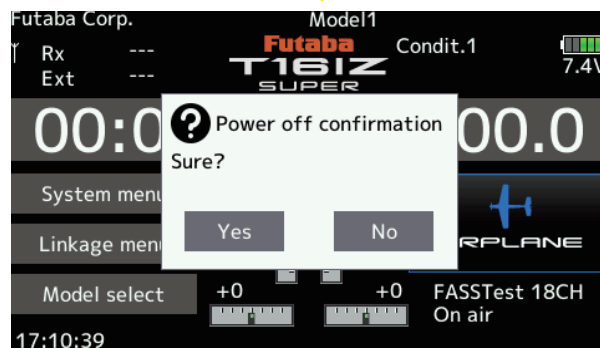 Futaba Corp. Model1
Rx --- Futaba Condit.1
Ext --- T16IZ 7.4V
SUPER
00:0 00.0
Power off confirmation
Sure?
System menu
Yes No
Linkage menu RPLANE
Model select +0 +0 FASSTest 18CH
On air
17:10:39